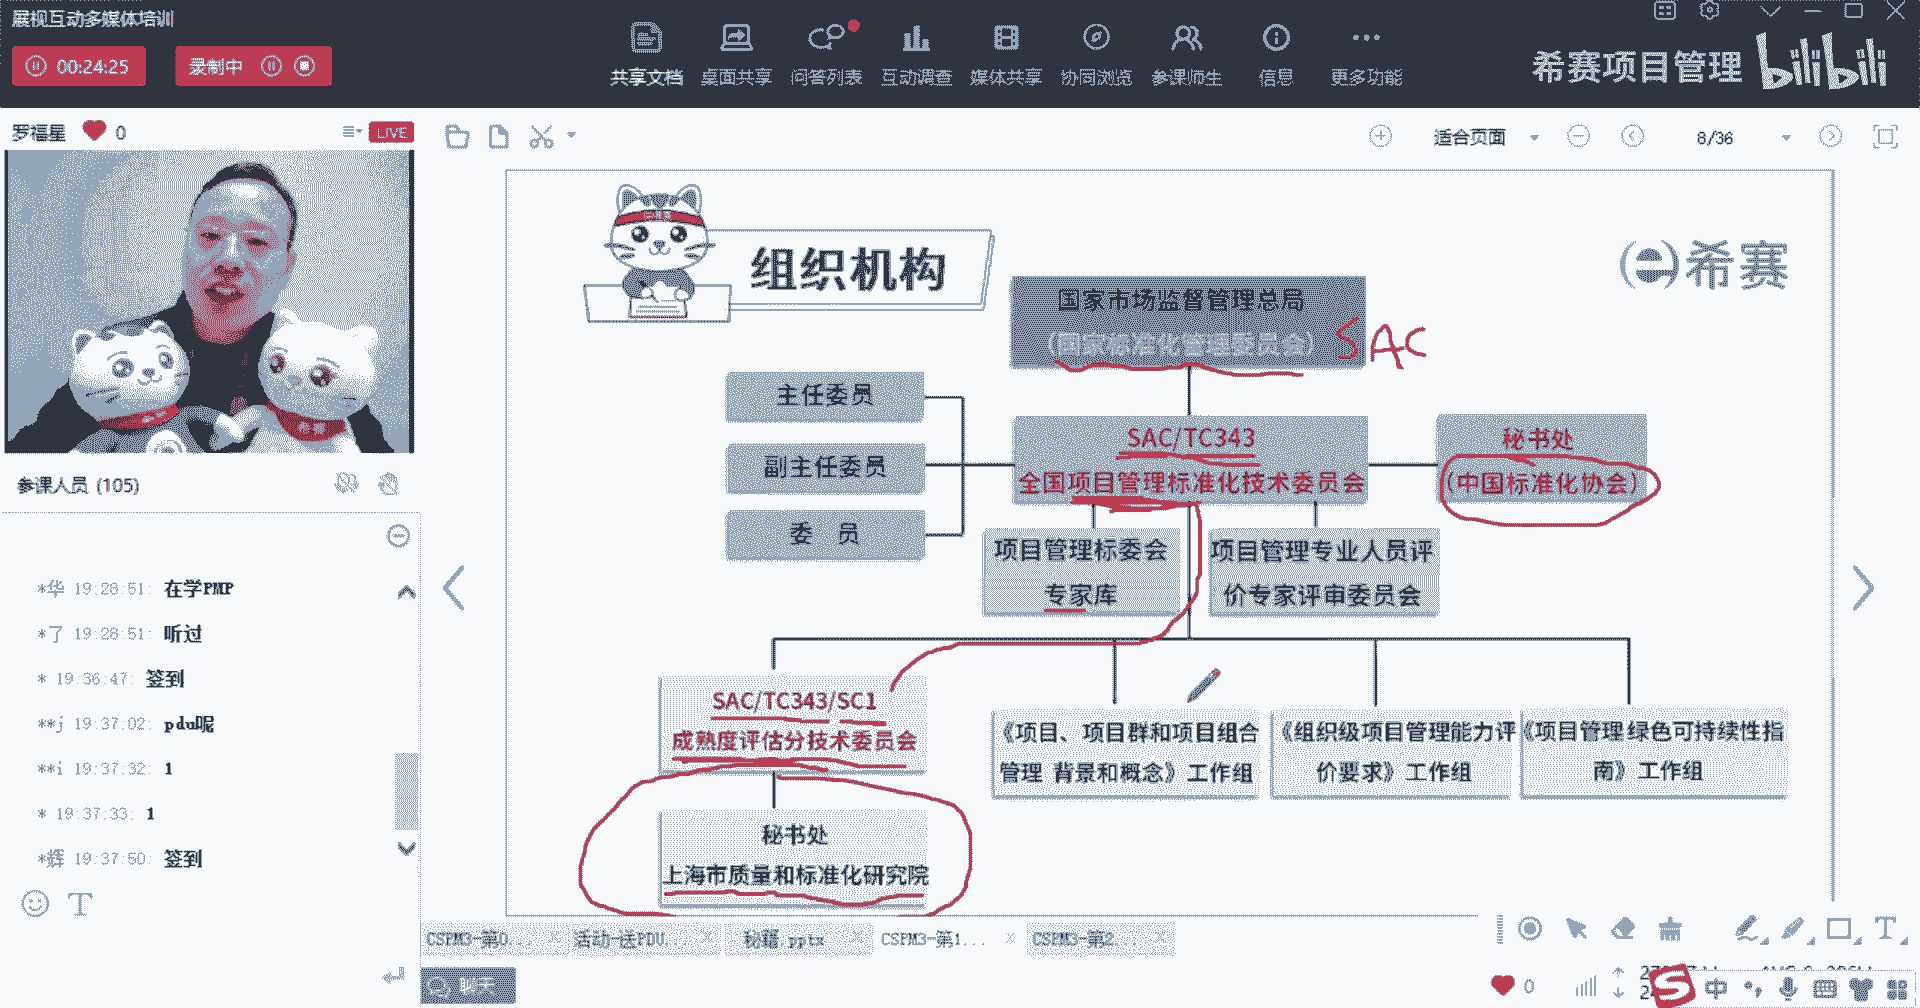 展视互动多媒体培训
00:24:25
录制中
共享文档
桌面共享
问答列表
互动调查
媒体共享
协同浏览
参课师生
信息
更多功能
希赛项目管理
bilibili
罗福星
0
LIVE
适合页面
8/36
组织机构
希赛
国家市场监督管理总局
(国家标准化管理委员会)
SAC
主任委员
副主任委员
委 员
SAC/TC343
全国项目管理标准化技术委员会
秘书处
(中国标准化协会)
项目管理标委会
专家库
项目管理专业人员评
价专家评审委员会
SAC/TC343/SC1
成熟度评估分技术委员会
秘书处
上海市质量和标准化研究院
《项目、项目群和项目组合
管理 背景和概念》工作组
《组织级项目管理能力评
价要求》工作组
《项目管理 绿色可持续性指
南》工作组
参课人员 (105)
*华 19:28:51: 在学PMP
*了 19:28:51: 听过
* 19:36:47: 签到
**j 19:37:02: pdu呢
**i 19:37:32: 1
* 19:37:33: 1
*辉 19:37:50: 签到
T
CSPM3-第0...
活动-送PDU...
秘籍.pptx
CSPM3-第1...
CSPM3-第2...
T
聊天
0
S
中